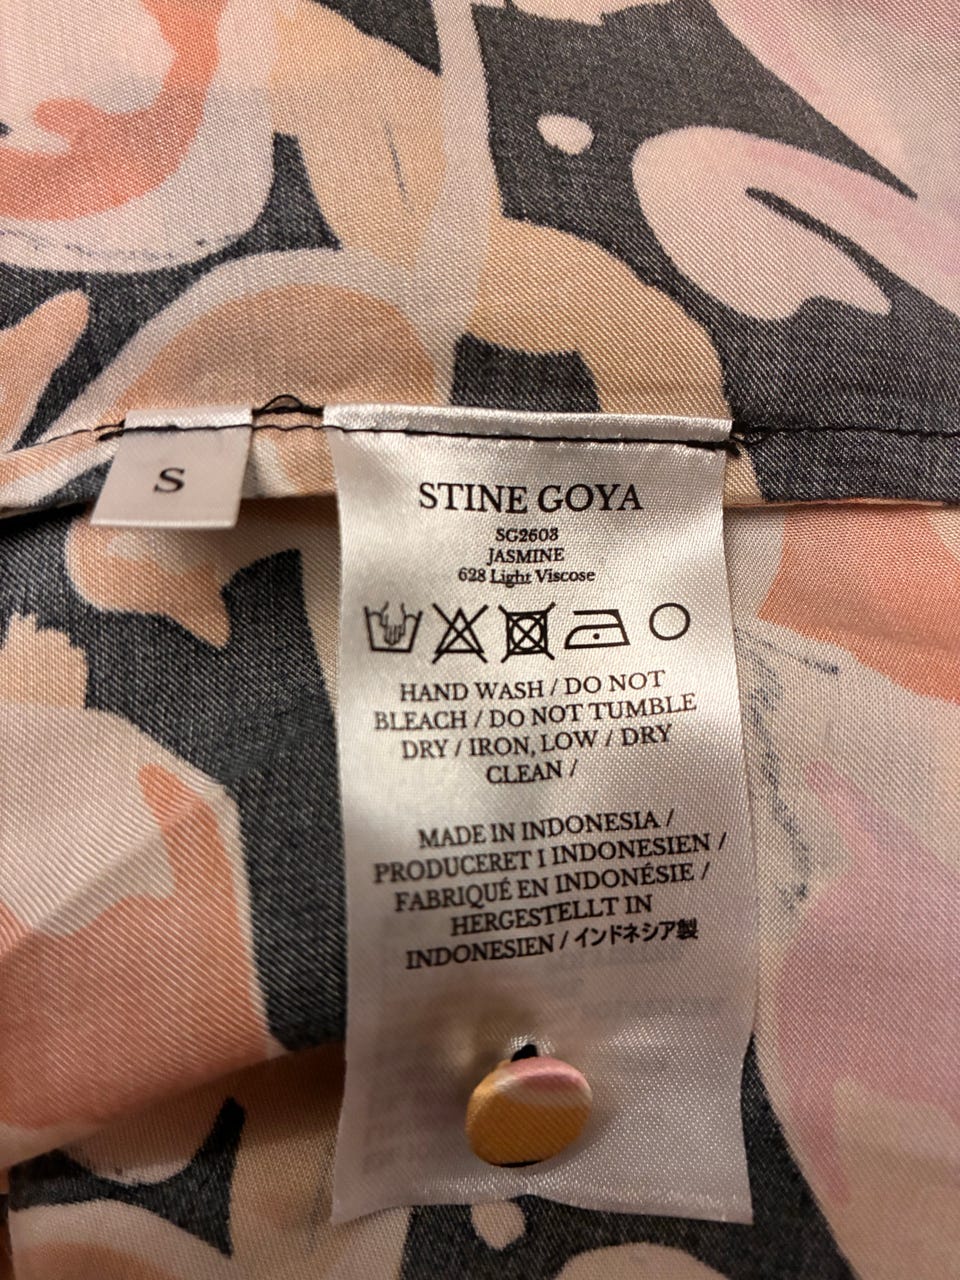 S
STINE GOYA
SG2603
JASMINE
628 Light Viscose
HAND WASH / DO NOT
BLEACH / DO NOT TUMBLE
DRY / IRON, LOW / DRY
CLEAN /
MADE IN INDONESIA /
PRODUCERET I INDONESIEN /
FABRIQUÉ EN INDONÉSIE /
HERGESTELLT IN
INDONESIEN / インドネシア製